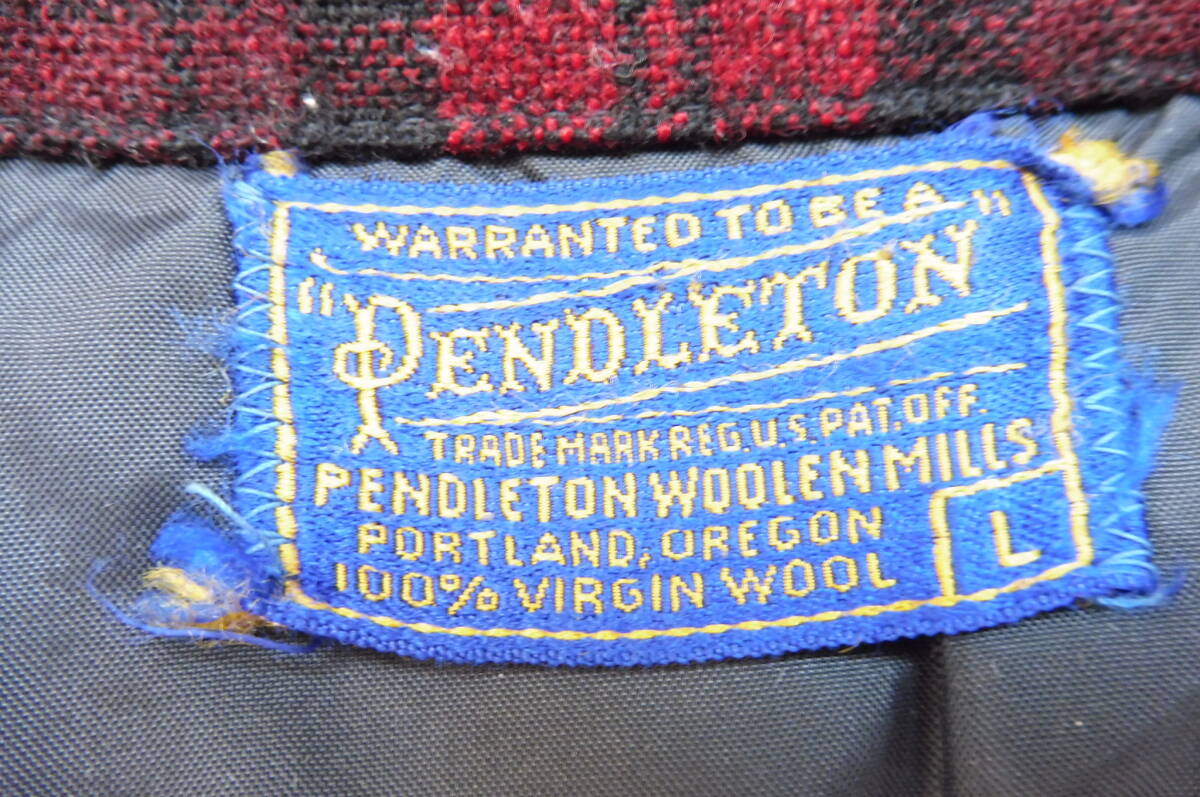 WARRANTED TO BE A
"PENDLETON"
TRADE MARK REG. U.S. PAT. OFF.
PENDLETON WOOLEN MILLS
PORTLAND, OREGON
100% VIRGIN WOOL
L